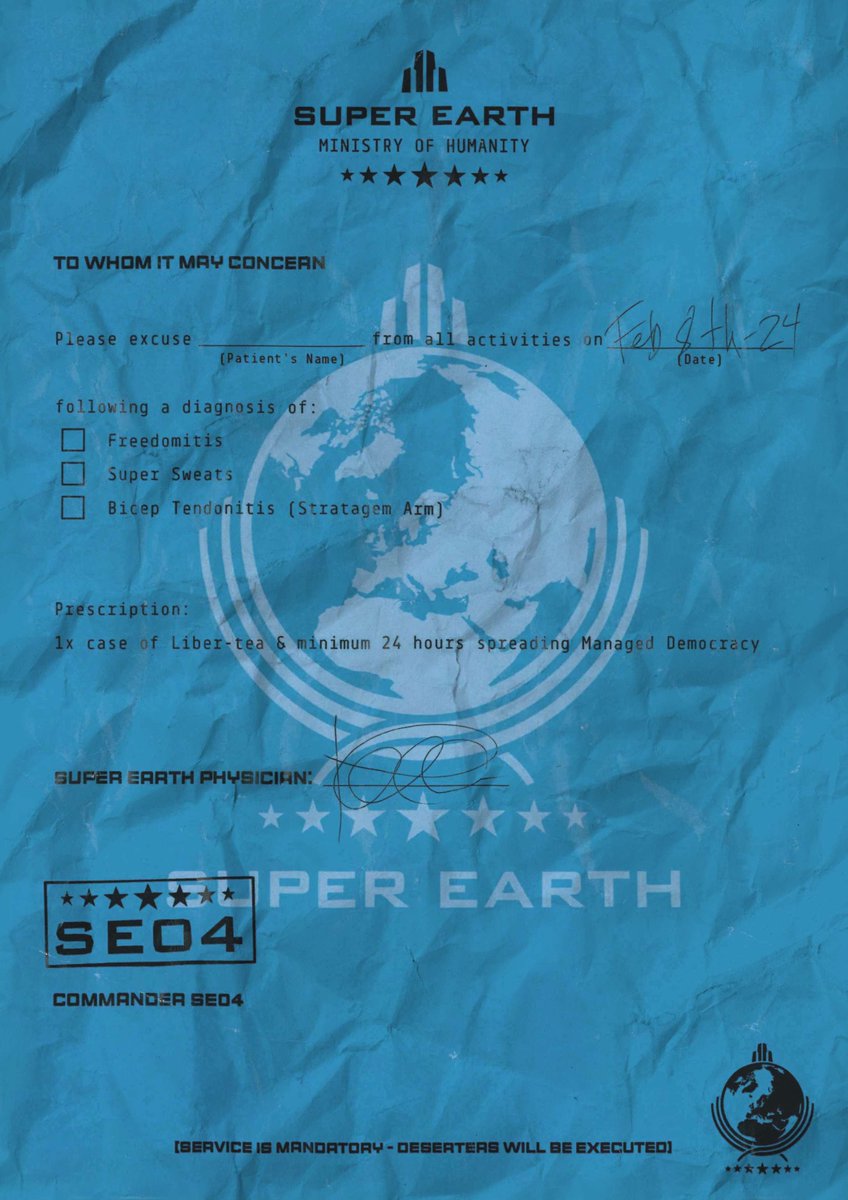 SUPER EARTH
MINISTRY OF HUMANITY
TO WHOM IT MAY CONCERN
Please excuse ________________ from all activities on Feb 8th-24
(Patient's Name) (Date)
following a diagnosis of:
Freedomitis
Super Sweats
Bicep Tendonitis (Stratagem Arm)
Prescription:
1x case of Liber-tea & minimum 24 hours spreading Managed Democracy
SUPER EARTH PHYSICIAN:
SUPER EARTH
SE04
COMMANDER SE04
[SERVICE IS MANDATORY - DESERTERS WILL BE EXECUTED]